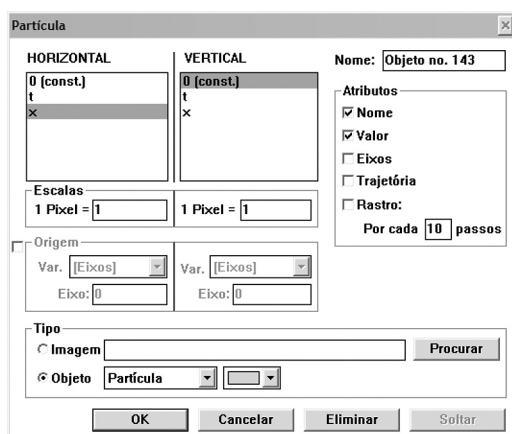 Partícula
HORIZONTAL
0 (const.)
t
x
VERTICAL
0 (const.)
t
x
Nome: Objeto no. 143
Atributos
Nome
Valor
Eixos
Trajetória
Rastro:
Por cada 10 passos
Escalas
1 Pixel = 1
1 Pixel = 1
Origem
Var. [Eixos]
Eixo: 0
Var. [Eixos]
Eixo: 0
Tipo
Imagem
Procurar
Objeto Partícula
OK Cancelar Eliminar Soltar